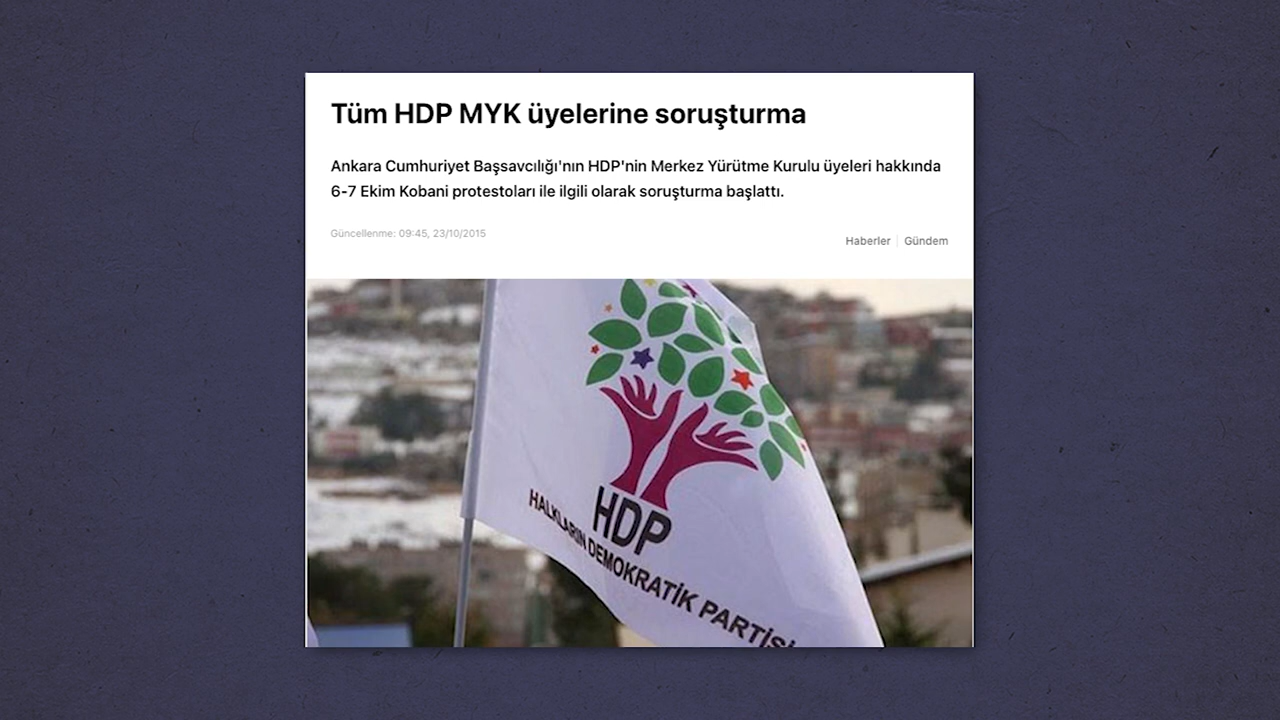 Tüm HDP MYK üyelerine soruşturma
Ankara Cumhuriyet Başsavcılığı'nın HDP'nin Merkez Yürütme Kurulu üyeleri hakkında
6-7 Ekim Kobani protestoları ile ilgili olarak soruşturma başlattı.
Güncellenme: 09:45, 23/10/2015
Haberler | Gündem
HDP
HALKLARIN DEMOKRATİK PARTİSİ